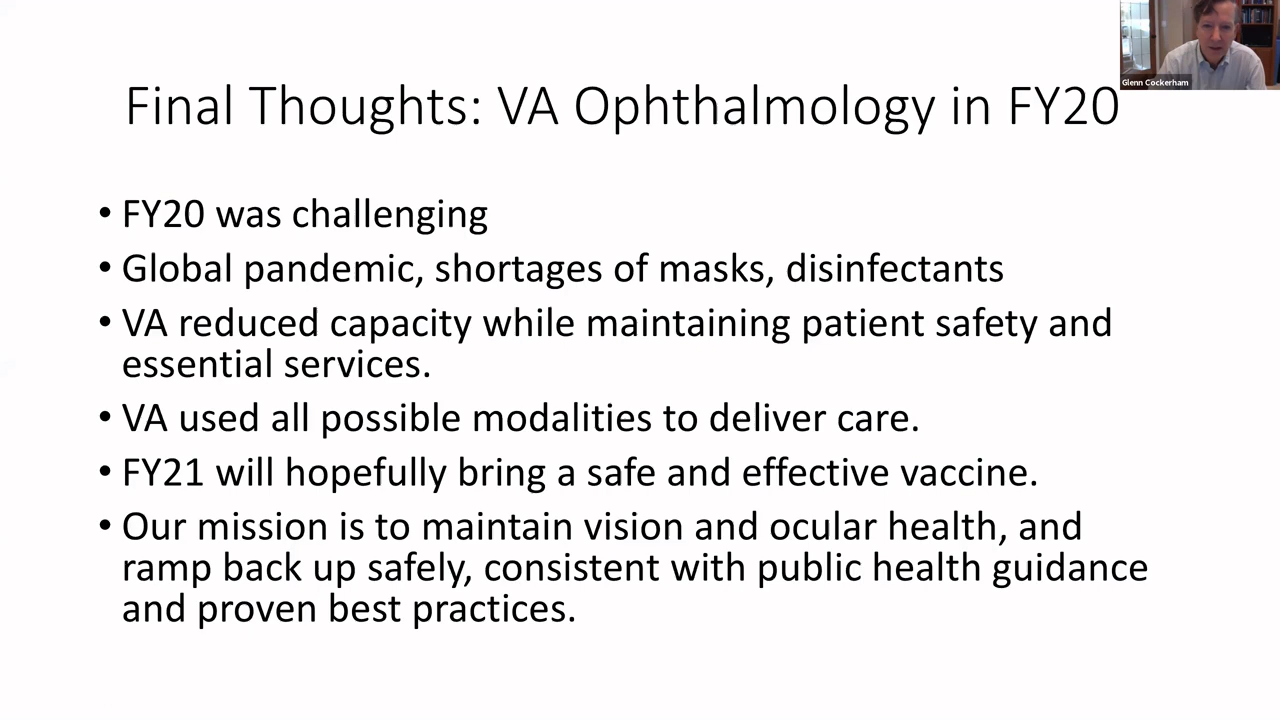 Glenn Cockerham
Final Thoughts: VA Ophthalmology in FY20
• FY20 was challenging
• Global pandemic, shortages of masks, disinfectants
• VA reduced capacity while maintaining patient safety and
essential services.
• VA used all possible modalities to deliver care.
• FY21 will hopefully bring a safe and effective vaccine.
• Our mission is to maintain vision and ocular health, and
ramp back up safely, consistent with public health guidance
and proven best practices.